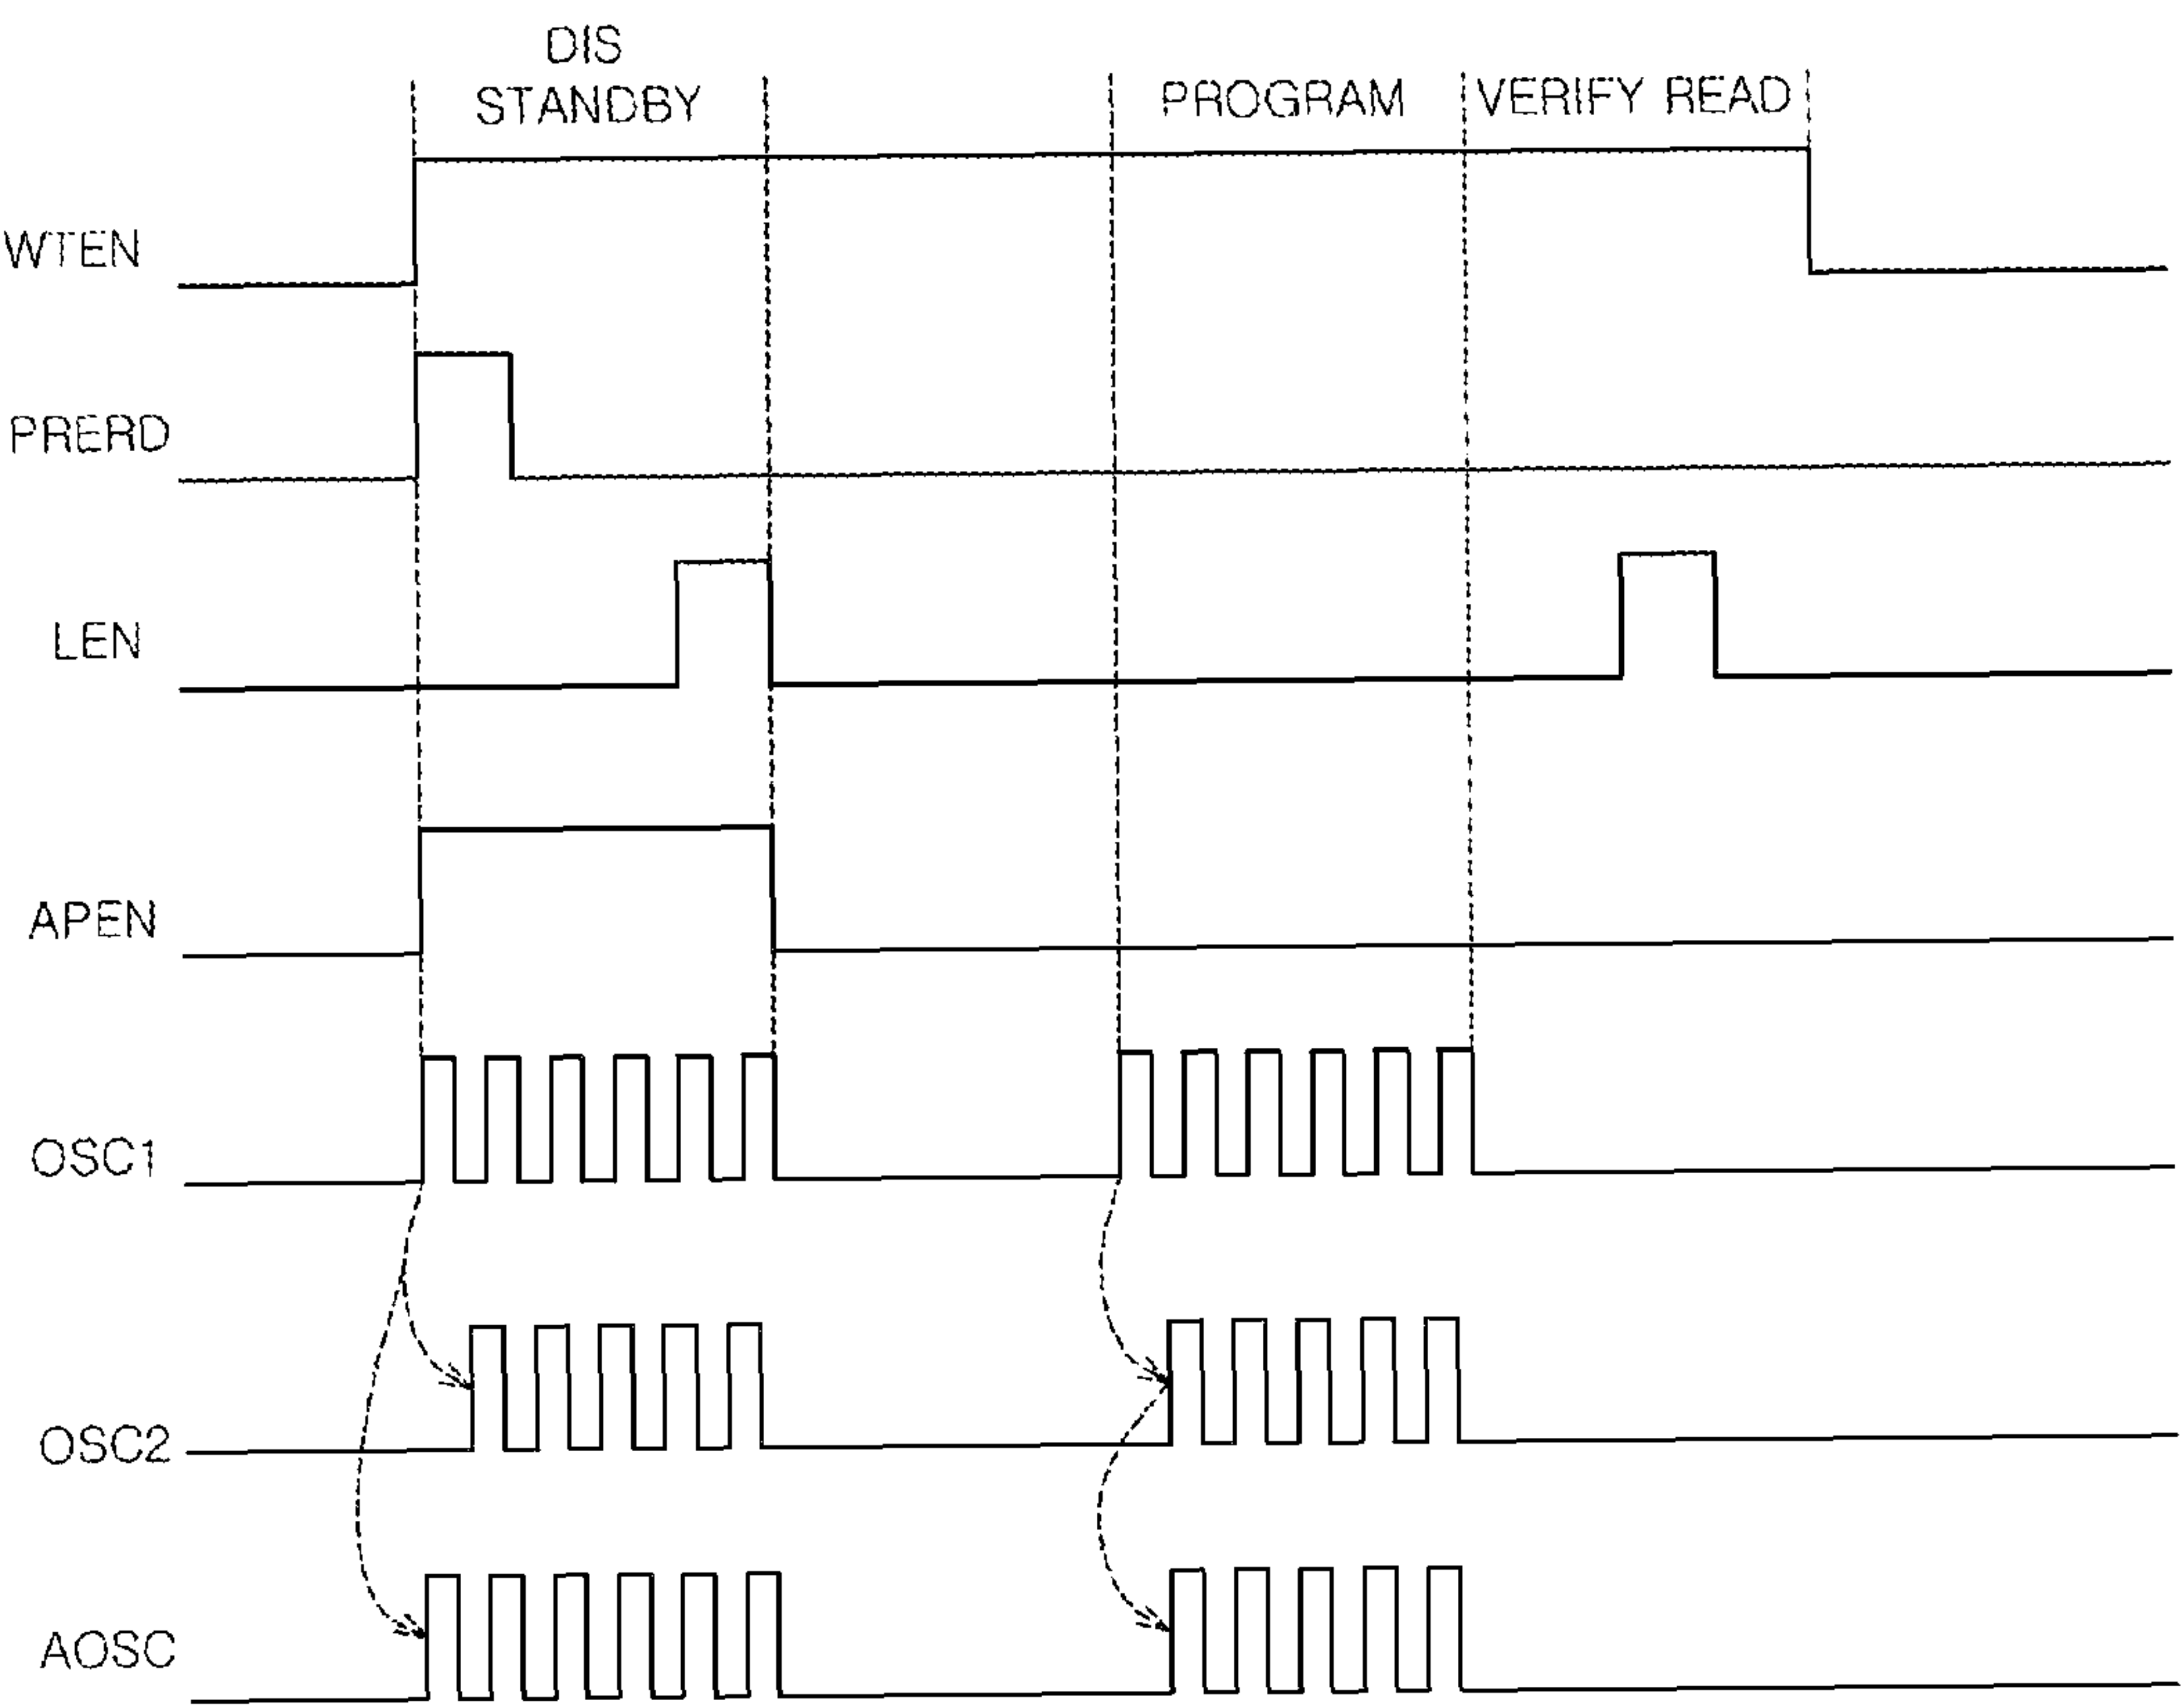 DIS
STANDBY
PROGRAM
VERIFY READ
WTEN
PRERD
LEN
APEN
OSC1
OSC2
AOSC